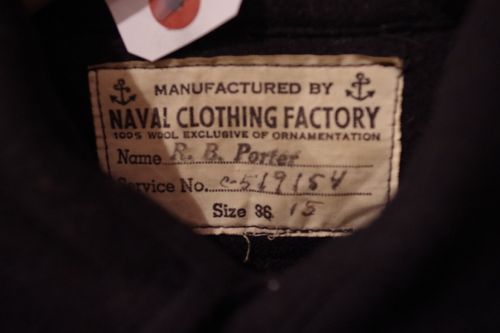 MANUFACTURED BY
NAVAL CLOTHING FACTORY
100% WOOL EXCLUSIVE OF ORNAMENTATION
Name R. B. Porter
Service No. C-519154
Size 36 15